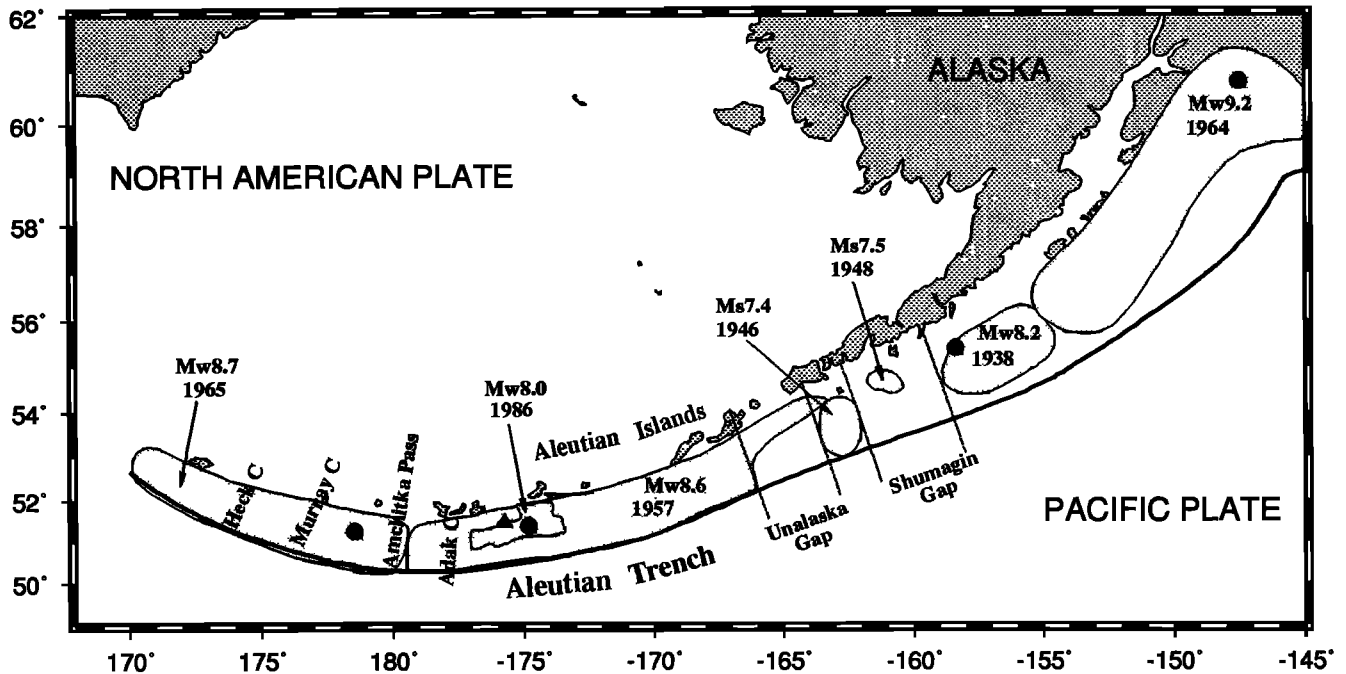 62°
60°
58°
56°
54°
52°
50°
ALASKA
Mw9.2
1964
NORTH AMERICAN PLATE
Ms7.5
1948
Ms7.4
1946
Mw8.2
1938
Mw8.7
1965
Mw8.0
1986
Aleutian Islands
Heck C
Murray C
Amchitka Pass
Adak C
Mw8.6
1957
Shumagin
Gap
Unalaska
Gap
PACIFIC PLATE
Aleutian Trench
170° 175° 180° -175° -170° -165° -160° -155° -150° -145°